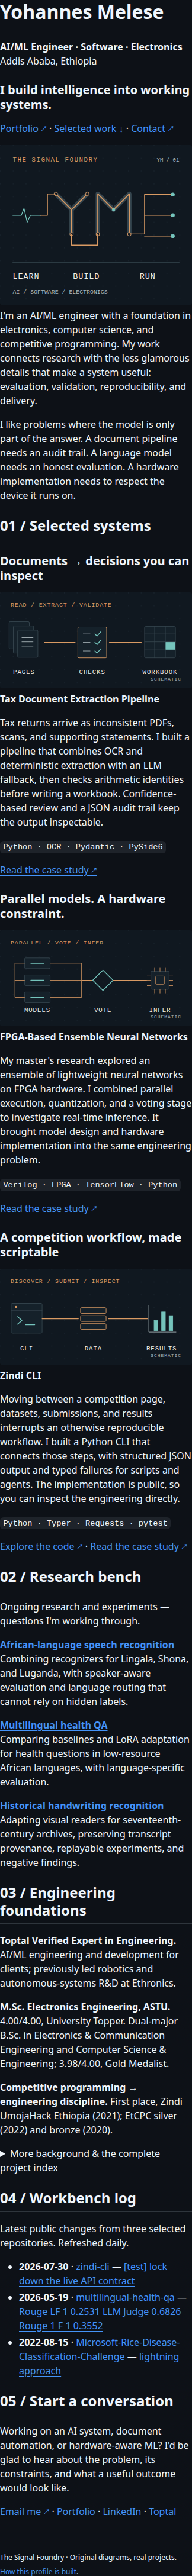 Yohannes Melese
AI/ML Engineer · Software · Electronics
Addis Ababa, Ethiopia
I build intelligence into working
systems.
Portfolio ↗ · Selected work ↓ · Contact ↗
THE SIGNAL FOUNDRY
YM / 01
LEARN BUILD RUN
AI / SOFTWARE / ELECTRONICS
I'm an AI/ML engineer with a foundation in
electronics, computer science, and
competitive programming. My work
connects research with the less glamorous
details that make a system useful:
evaluation, validation, reproducibility, and
delivery.
I like problems where the model is only
part of the answer. A document pipeline
needs an audit trail. A language model
needs an honest evaluation. A hardware
implementation needs to respect the
device it runs on.
01 / Selected systems
Documents → decisions you can
inspect
READ / EXTRACT / VALIDATE
PAGES CHECKS WORKBOOK
SCHEMATIC
Tax Document Extraction Pipeline
Tax returns arrive as inconsistent PDFs,
scans, and supporting statements. I built a
pipeline that combines OCR and
deterministic extraction with an LLM
fallback, then checks arithmetic identities
before writing a workbook. Confidence-
based review and a JSON audit trail keep
the output inspectable.
Python · OCR · Pydantic · PySide6
Read the case study ↗
Parallel models. A hardware
constraint.
PARALLEL / VOTE / INFER
MODELS VOTE INFER
SCHEMATIC
FPGA-Based Ensemble Neural Networks
My master's research explored an
ensemble of lightweight neural networks
on FPGA hardware. I combined parallel
execution, quantization, and a voting stage
to investigate real-time inference. It
brought model design and hardware
implementation into the same engineering
problem.
Verilog · FPGA · TensorFlow · Python
Read the case study ↗
A competition workflow, made
scriptable
DISCOVER / SUBMIT / INSPECT
CLI DATA RESULTS
SCHEMATIC
Zindi CLI
Moving between a competition page,
datasets, submissions, and results
interrupts an otherwise reproducible
workflow. I built a Python CLI that
connects those steps, with structured JSON
output and typed failures for scripts and
agents. The implementation is public, so
you can inspect the engineering directly.
Python · Typer · Requests · pytest
Explore the code ↗ · Read the case study ↗
02 / Research bench
Ongoing research and experiments —
questions I'm working through.
African-language speech recognition
Combining recognizers for Lingala, Shona,
and Luganda, with speaker-aware
evaluation and language routing that
cannot rely on hidden labels.
Multilingual health QA
Comparing baselines and LoRA adaptation
for health questions in low-resource
African languages, with language-specific
evaluation.
Historical handwriting recognition
Adapting visual readers for seventeenth-
century archives, preserving transcript
provenance, replayable experiments, and
negative findings.
03 / Engineering
foundations
Toptal Verified Expert in Engineering.
AI/ML engineering and development for
clients; previously led robotics and
autonomous-systems R&D at Ethronics.
M.Sc. Electronics Engineering, ASTU.
4.00/4.00, University Topper. Dual-major
B.Sc. in Electronics & Communication
Engineering and Computer Science &
Engineering; 3.98/4.00, Gold Medalist.
Competitive programming →
engineering discipline. First place, Zindi
UmojaHack Ethiopia (2021); EtCPC silver
(2022) and bronze (2020).
▶ More background & the complete
project index
04 / Workbench log
Latest public changes from three selected
repositories. Refreshed daily.
• 2026-07-30 · zindi-cli — [test] lock
down the live API contract
• 2026-05-19 · multilingual-health-qa —
Rouge LF 1 0.2531 LLM Judge 0.6826
Rouge 1 F 1 0.3552
• 2022-08-15 · Microsoft-Rice-Disease-
Classification-Challenge — lightning
approach
05 / Start a conversation
Working on an AI system, document
automation, or hardware-aware ML? I'd be
glad to hear about the problem, its
constraints, and what a useful outcome
would look like.
Email me ↗ · Portfolio · LinkedIn · Toptal
The Signal Foundry · Original diagrams, real projects.
How this profile is built.